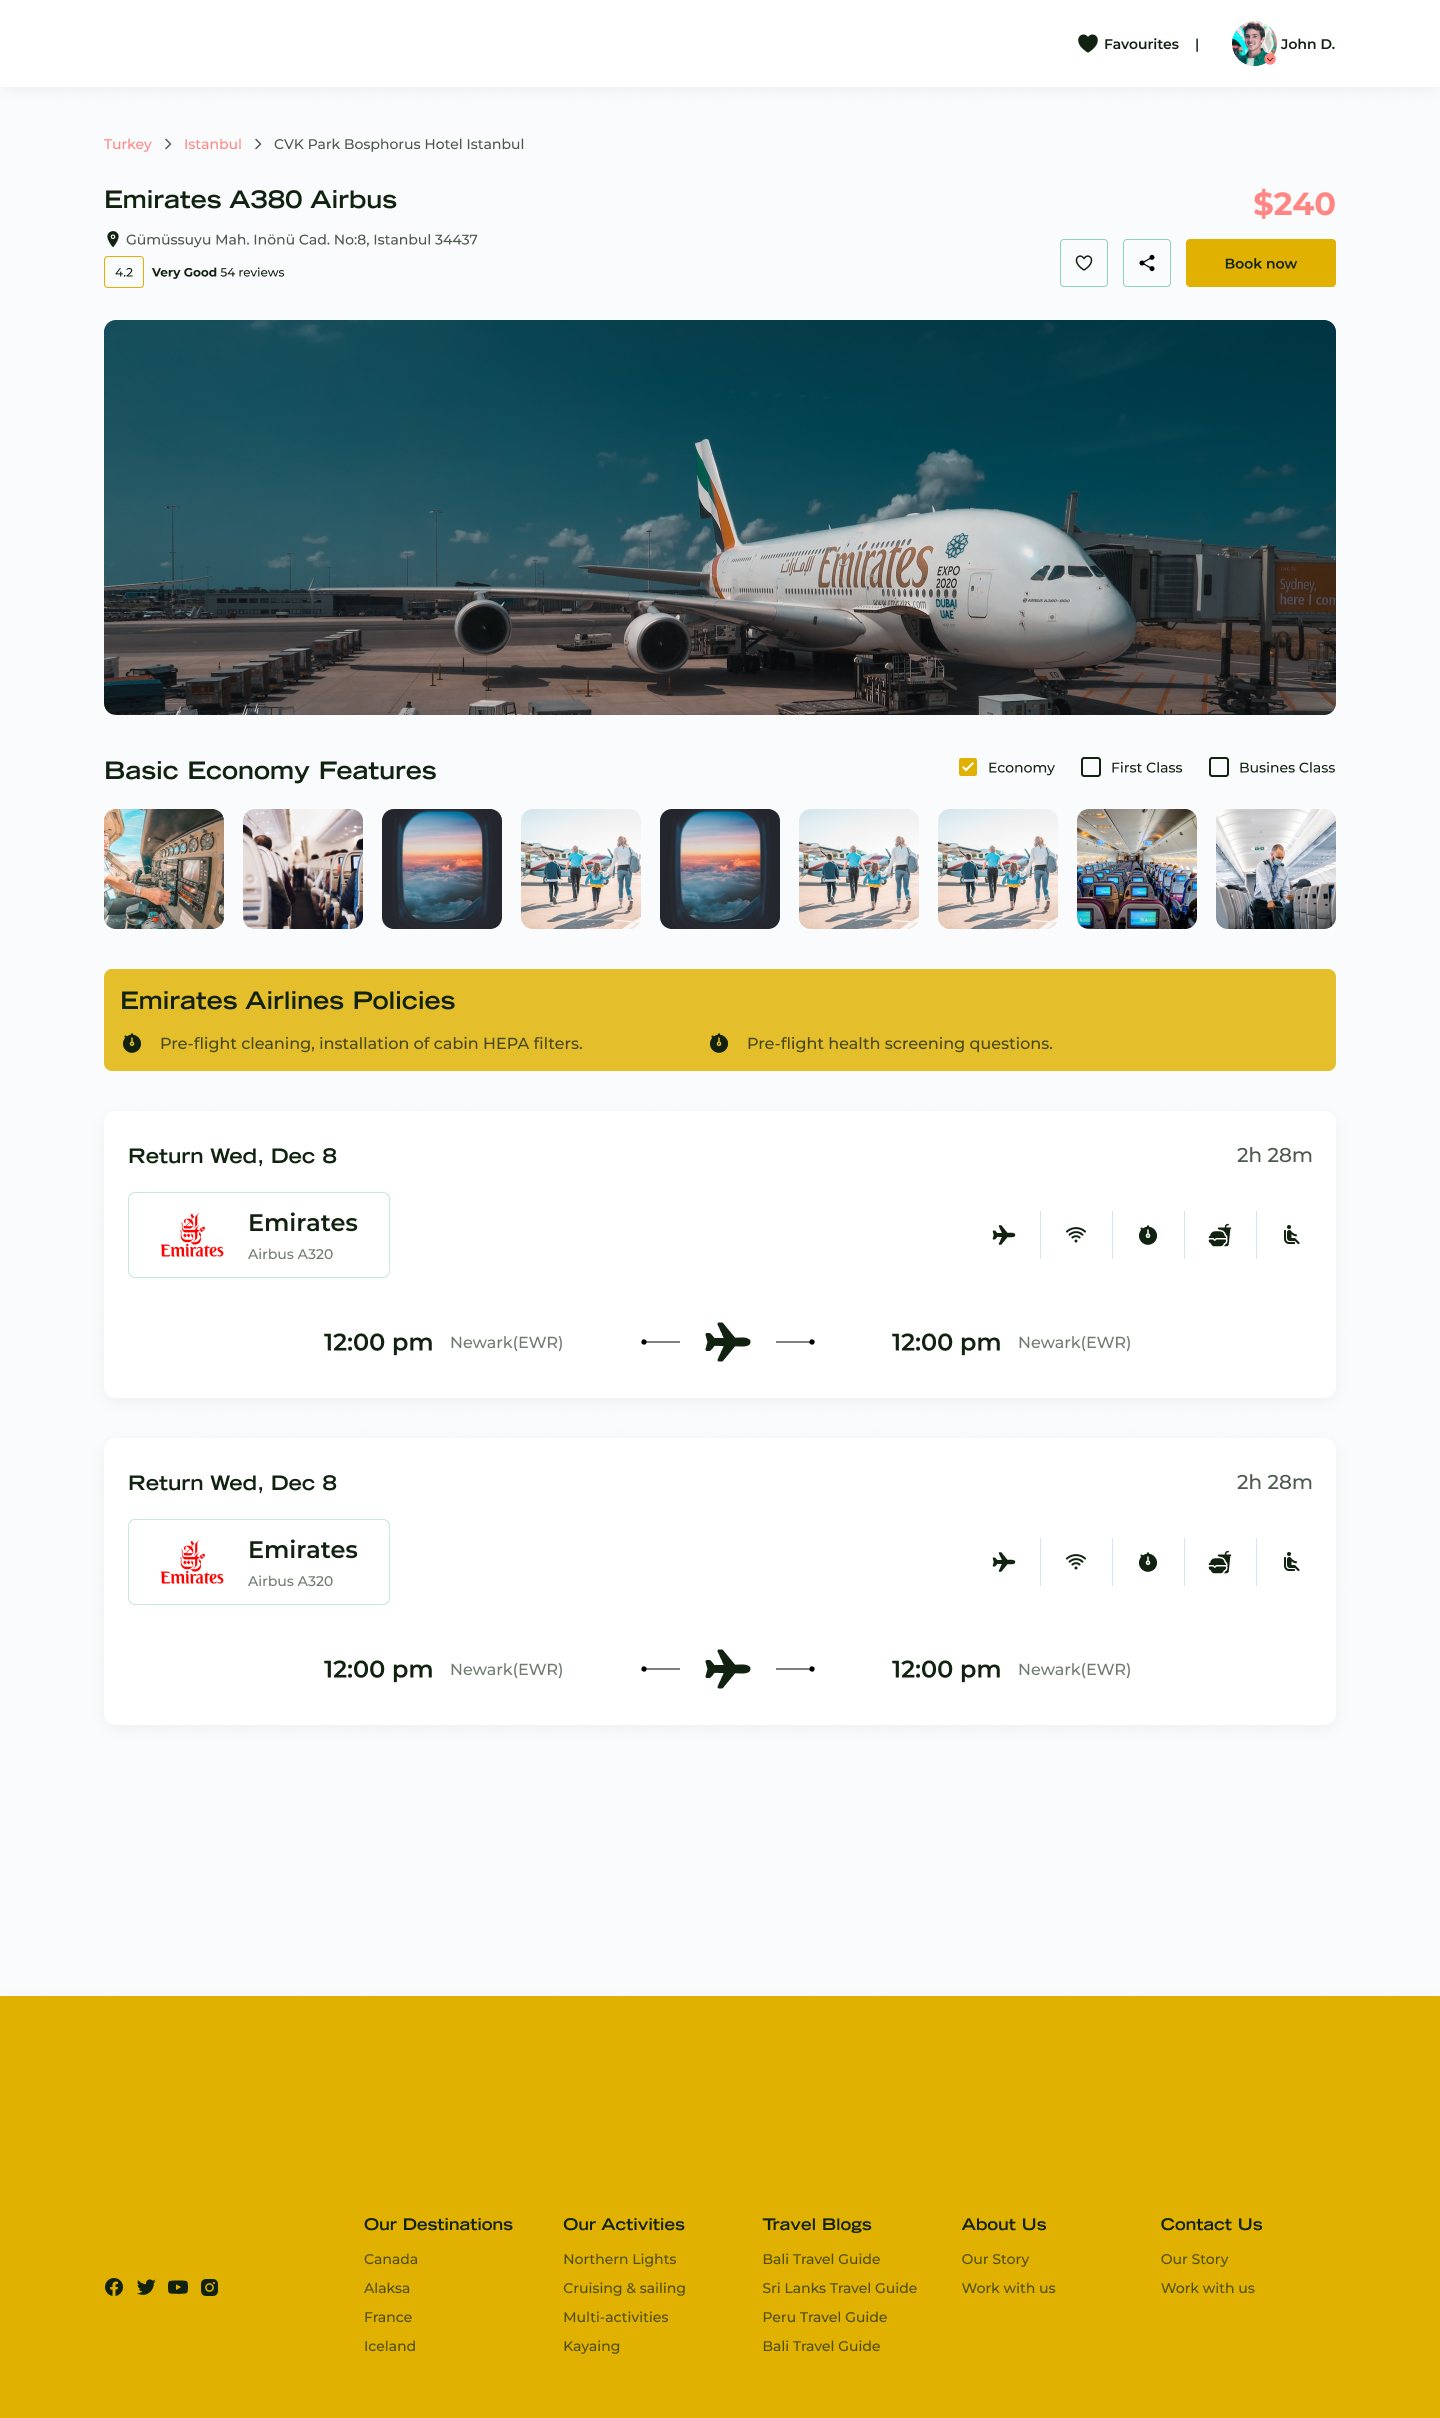 Favourites | John D.
Turkey > Istanbul > CVK Park Bosphorus Hotel Istanbul
Emirates A380 Airbus
$240
Gümüssuyu Mah. Inönü Cad. No:8, Istanbul 34437
4.2 Very Good 54 reviews
Book now
Emirates
الإمارات
EXPO
2020
DUBAI
UAE
Sydney,
here I com
Basic Economy Features
Economy First Class Busines Class
Emirates Airlines Policies
Pre-flight cleaning, installation of cabin HEPA filters. Pre-flight health screening questions.
Return Wed, Dec 8 2h 28m
Emirates
Emirates
Airbus A320
12:00 pm Newark(EWR) 12:00 pm Newark(EWR)
Return Wed, Dec 8 2h 28m
Emirates
Emirates
Airbus A320
12:00 pm Newark(EWR) 12:00 pm Newark(EWR)
Our Destinations Our Activities Travel Blogs About Us Contact Us
Canada Northern Lights Bali Travel Guide Our Story Our Story
Alaksa Cruising & sailing Sri Lanks Travel Guide Work with us Work with us
France Multi-activities Peru Travel Guide
Iceland Kayaing Bali Travel Guide